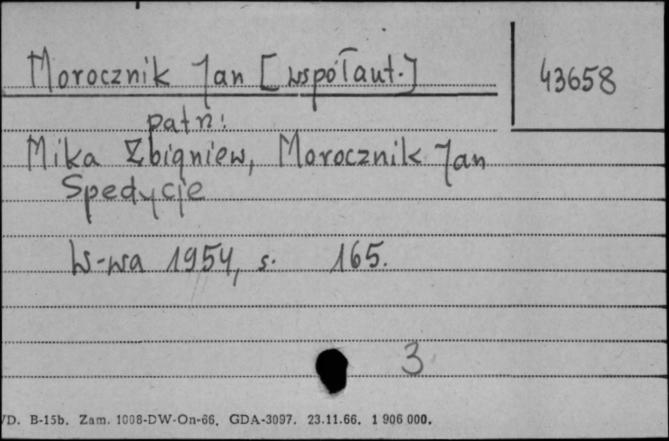 Morocznik Jan [współaut.]
43658
patrz:
Mika Zbigniew, Morocznik Jan
Spedycje
W-wa 1954, s. 165.
3
VD. B-15b. Zam. 1008-DW-On-66. GDA-3097. 23.11.66. 1 906 000.